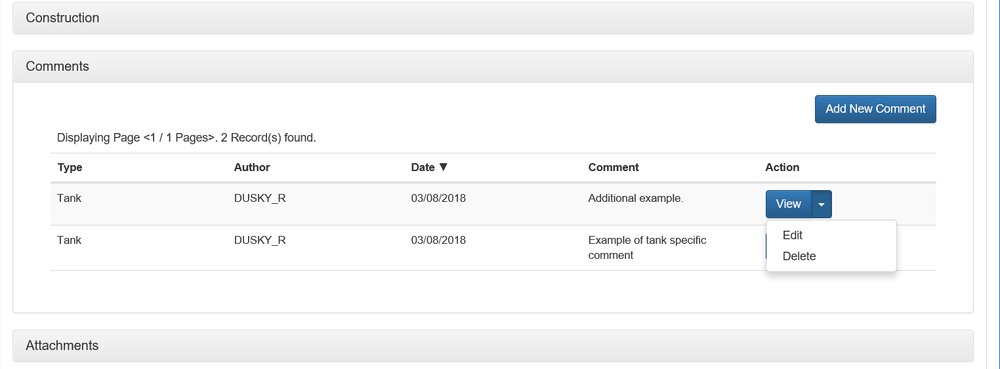 Construction
Comments
Add New Comment
Displaying Page <1 / 1 Pages>. 2 Record(s) found.
Type Author Date ▼ Comment Action
Tank DUSKY_R 03/08/2018 Additional example. View
Edit
Tank DUSKY_R 03/08/2018 Example of tank specific
comment
Delete
Attachments